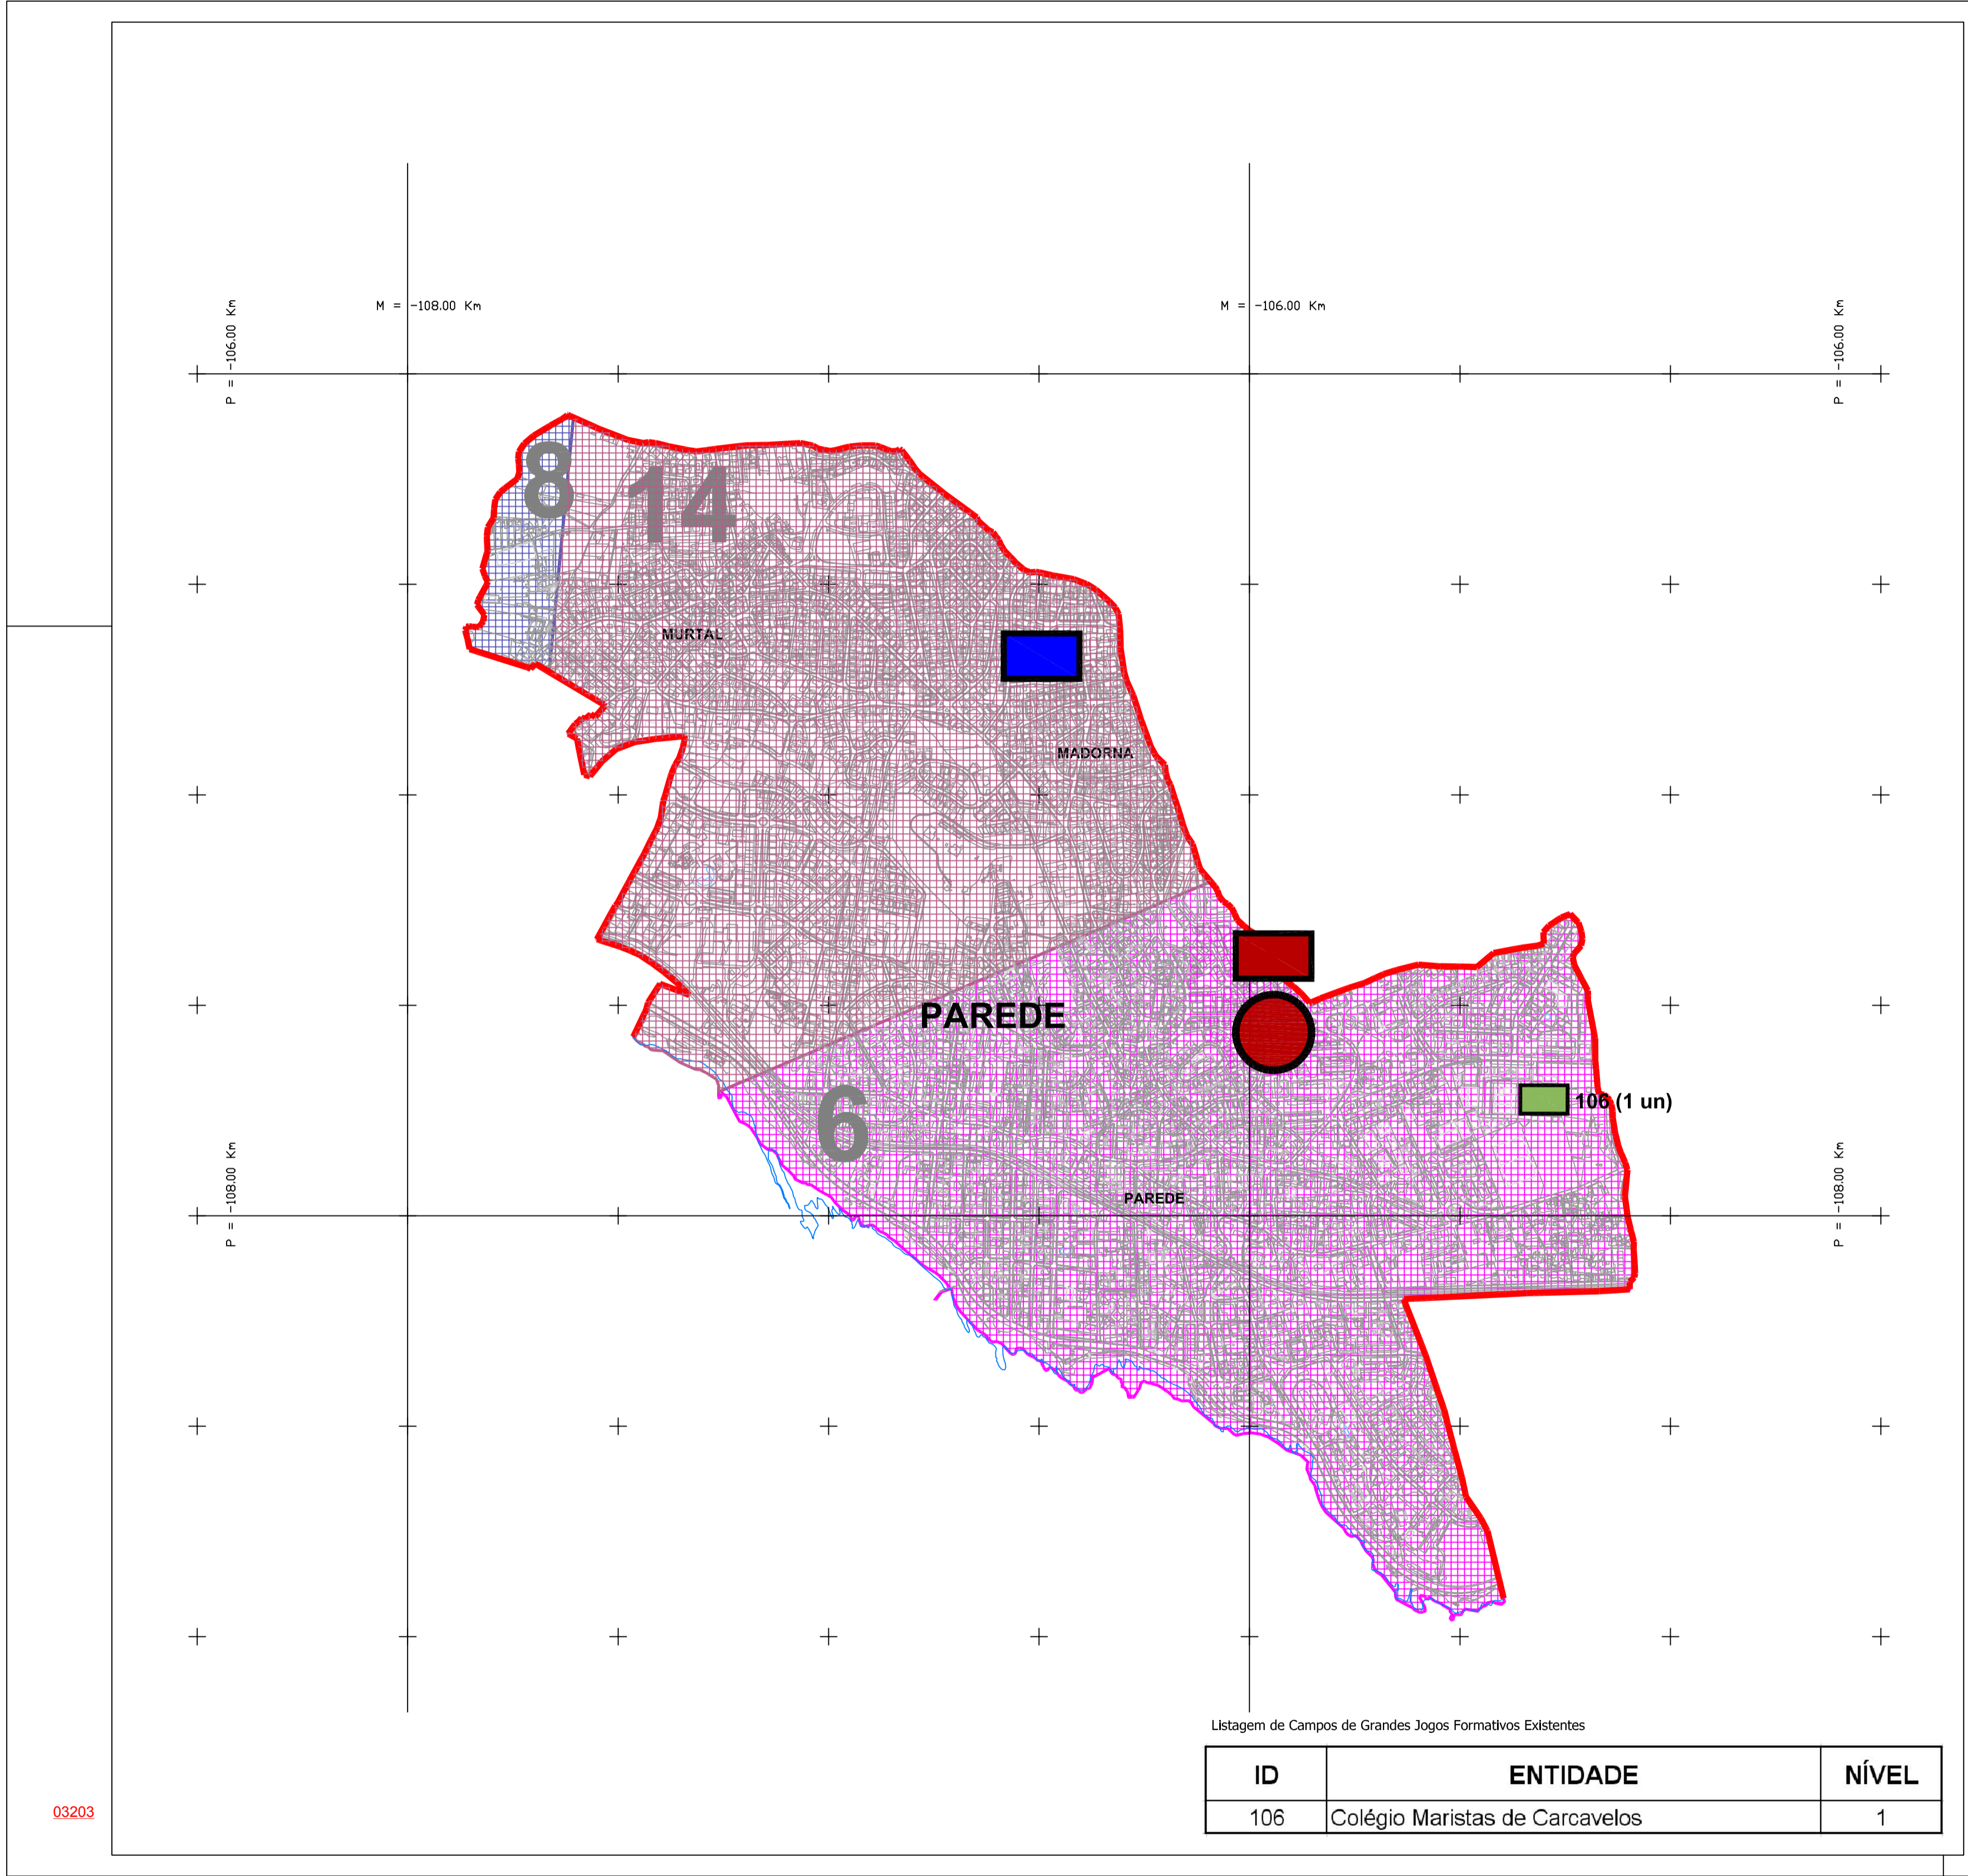 M = -108.00 Km
M = -106.00 Km
P = -106.00 Km
P = -106.00 Km
8
14
MURTAL
MADORNA
PAREDE
6
106 (1 un)
PAREDE
P = -108.00 Km
P = -108.00 Km
Listagem de Campos de Grandes Jogos Formativos Existentes
ID ENTIDADE NÍVEL
106 Colégio Maristas de Carcavelos 1
03203